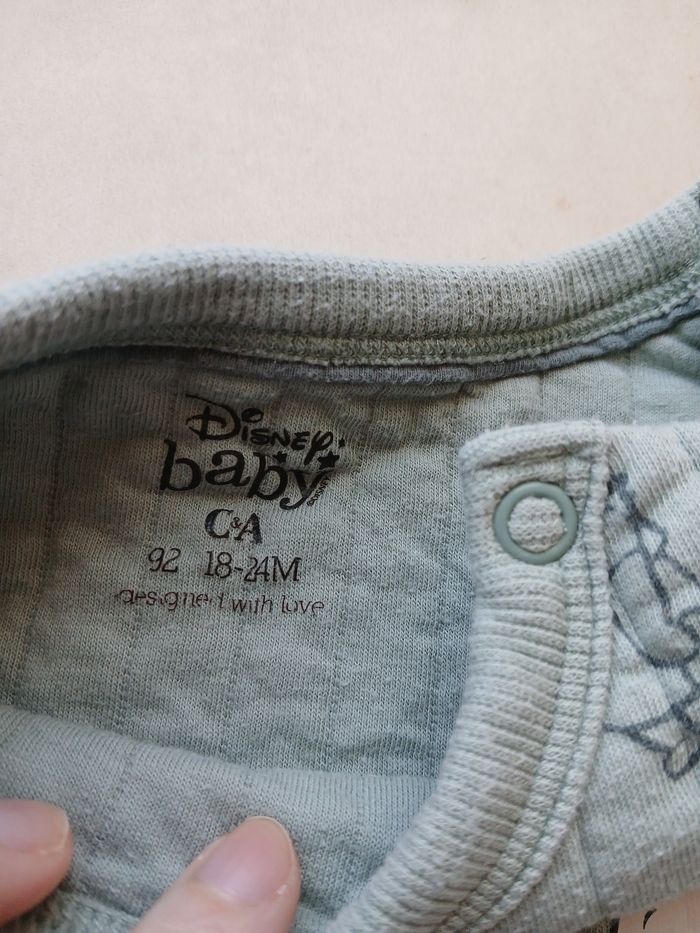 Disney
baby
C&A
92 18-24M
designed with love